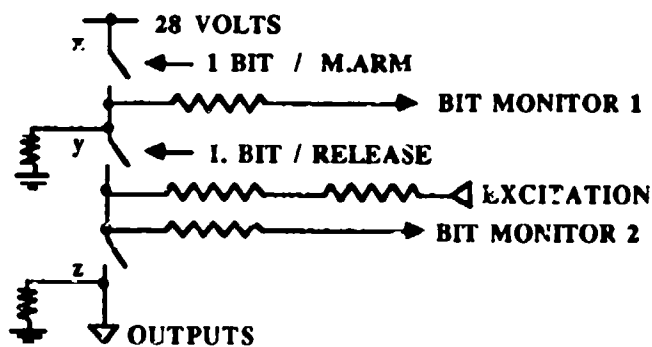 28 VOLTS
x
1 BIT / M.ARM
BIT MONITOR 1
y
I. BIT / RELEASE
EXCITATION
BIT MONITOR 2
z
OUTPUTS